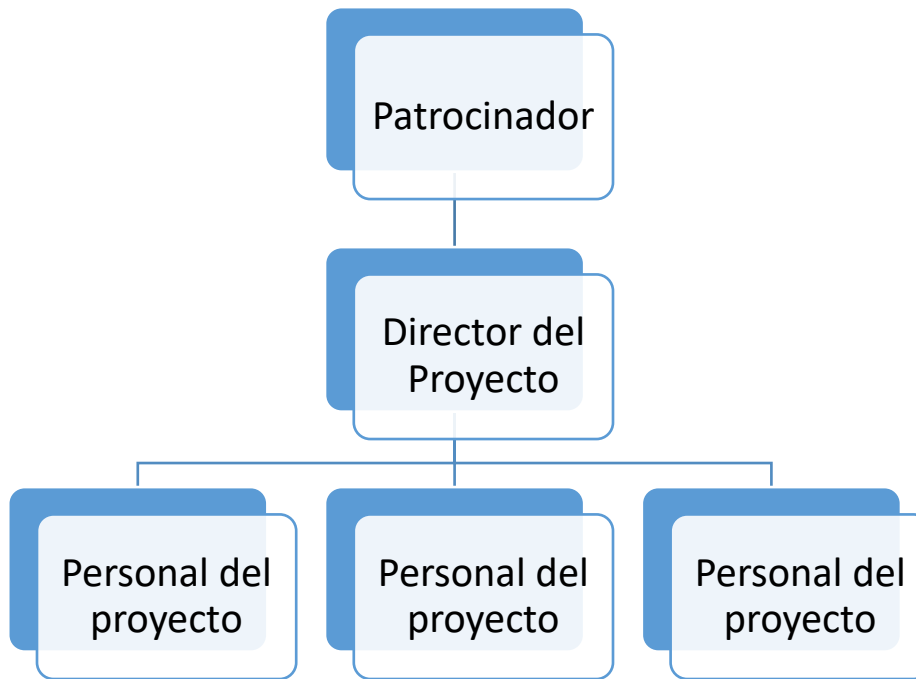 Patrocinador
Director del
Proyecto
Personal del
proyecto
Personal del
proyecto
Personal del
proyecto